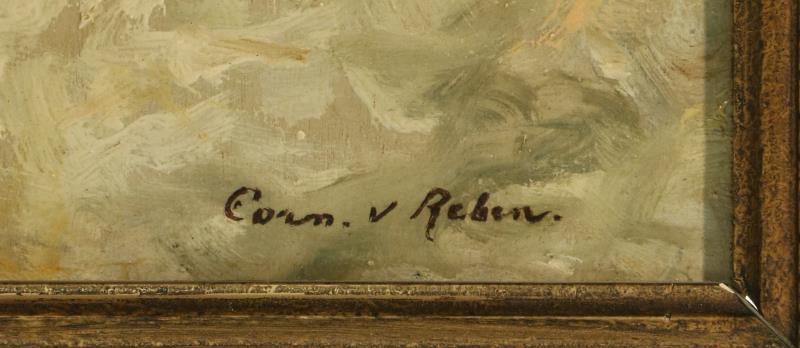 Corn. v Reben.